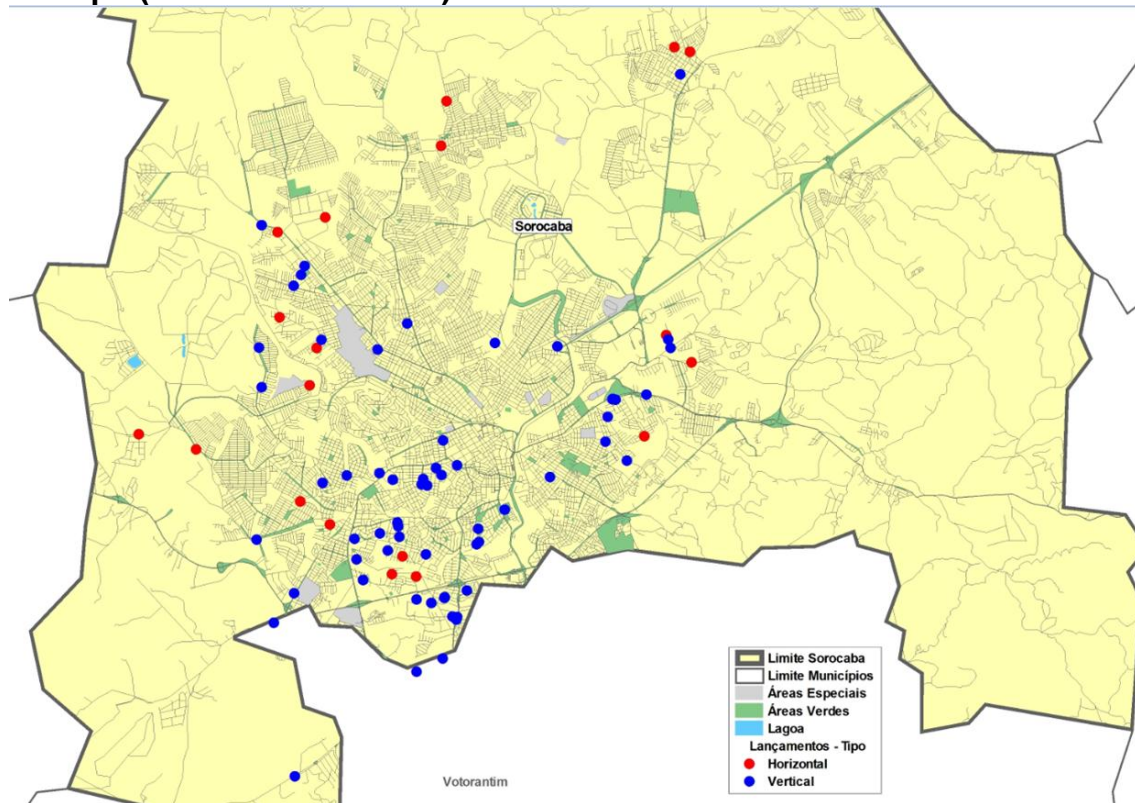 Sorocaba
Limite Sorocaba
Limite Municípios
Áreas Especiais
Áreas Verdes
Lagoa
Lançamentos - Tipo
Horizontal
Vertical
Votorantim